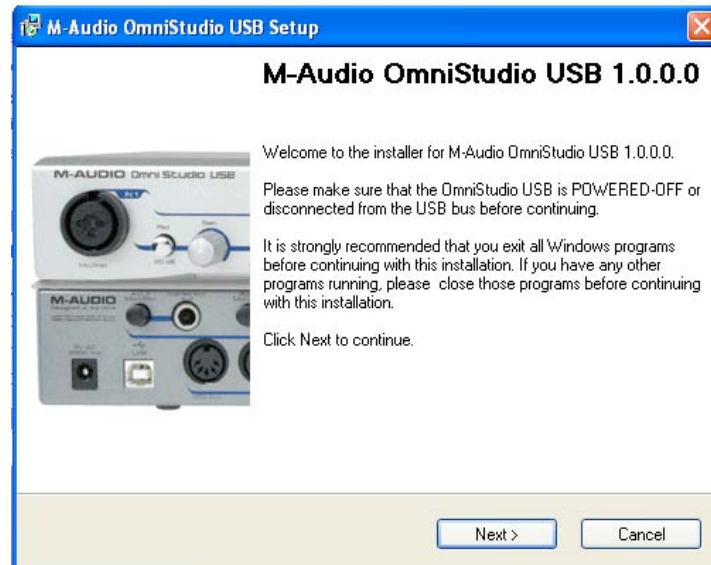 M-Audio OmniStudio USB Setup
M-Audio OmniStudio USB 1.0.0.0
Welcome to the installer for M-Audio OmniStudio USB 1.0.0.0.
Please make sure that the OmniStudio USB is POWERED-OFF or
disconnected from the USB bus before continuing.
It is strongly recommended that you exit all Windows programs
before continuing with this installation. If you have any other
programs running, please  close those programs before continuing
with this installation.
Click Next to continue.
M-AUDIO Omni Studio USB
M-AUDIO
USB
Next >
Cancel